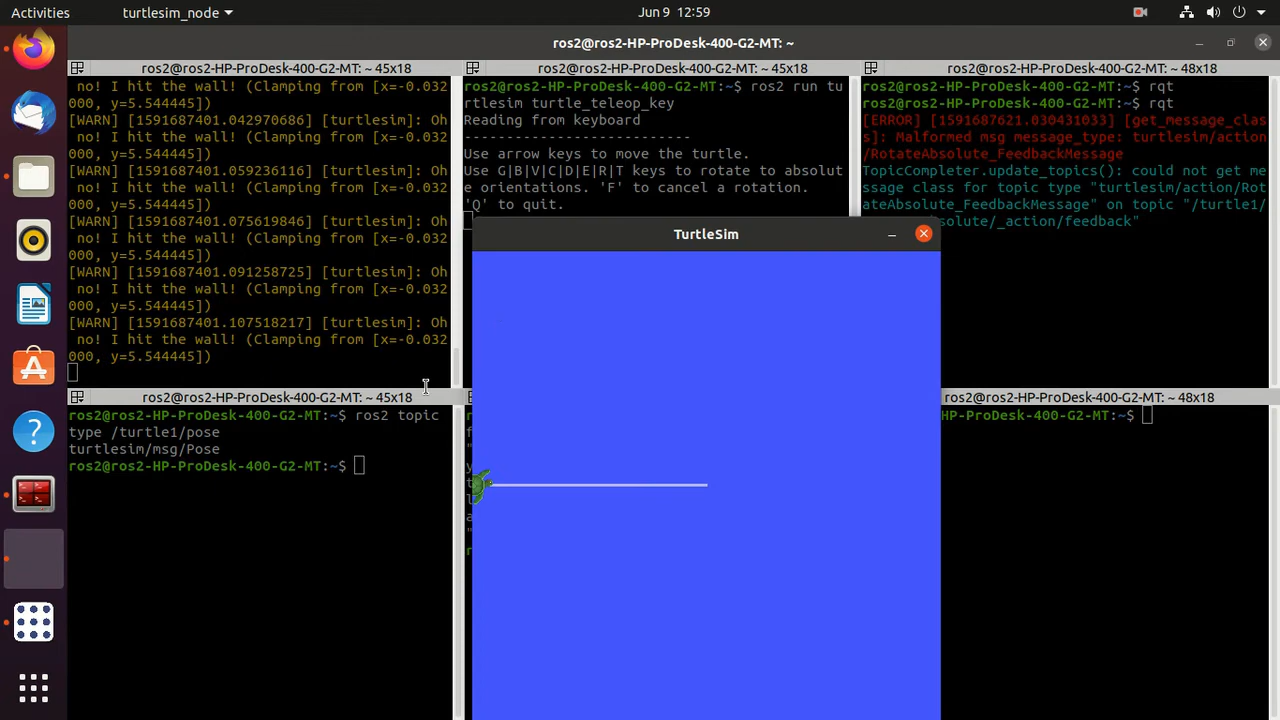 Activities
turtlesim_node
Jun 9 12:59
ros2@ros2-HP-ProDesk-400-G2-MT: ~
ros2@ros2-HP-ProDesk-400-G2-MT: ~ 45x18
no! I hit the wall! (Clamping from [x=-0.032
000, y=5.544445])
[WARN] [1591687401.042970686] [turtlesim]: Oh
no! I hit the wall! (Clamping from [x=-0.032
000, y=5.544445])
[WARN] [1591687401.059236116] [turtlesim]: Oh
no! I hit the wall! (Clamping from [x=-0.032
000, y=5.544445])
[WARN] [1591687401.075619846] [turtlesim]: Oh
no! I hit the wall! (Clamping from [x=-0.032
000, y=5.544445])
[WARN] [1591687401.091258725] [turtlesim]: Oh
no! I hit the wall! (Clamping from [x=-0.032
000, y=5.544445])
[WARN] [1591687401.107518217] [turtlesim]: Oh
no! I hit the wall! (Clamping from [x=-0.032
000, y=5.544445])
ros2@ros2-HP-ProDesk-400-G2-MT: ~ 45x18
ros2@ros2-HP-ProDesk-400-G2-MT:~$ ros2 run tu
rtlesim turtle_teleop_key
Reading from keyboard
---------------------------
Use arrow keys to move the turtle.
Use G|B|V|C|D|E|R|T keys to rotate to absolut
e orientations. 'F' to cancel a rotation.
'Q' to quit.
ros2@ros2-HP-ProDesk-400-G2-MT: ~ 48x18
ros2@ros2-HP-ProDesk-400-G2-MT:~$ rqt
ros2@ros2-HP-ProDesk-400-G2-MT:~$ rqt
[ERROR] [1591687621.030431033] [get_message_clas
s]: Malformed msg message_type: turtlesim/action
/RotateAbsolute_FeedbackMessage
TopicCompleter.update_topics(): could not get me
ssage class for topic type "turtlesim/action/Rot
ateAbsolute_FeedbackMessage" on topic "/turtle1/
bsolute/_action/feedback"
TurtleSim
ros2@ros2-HP-ProDesk-400-G2-MT: ~ 45x18
ros2@ros2-HP-ProDesk-400-G2-MT:~$ ros2 topic
type /turtle1/pose
turtlesim/msg/Pose
ros2@ros2-HP-ProDesk-400-G2-MT:~$
ros2@ros2-HP-ProDesk-400-G2-MT: ~ 48x18
HP-ProDesk-400-G2-MT:~$